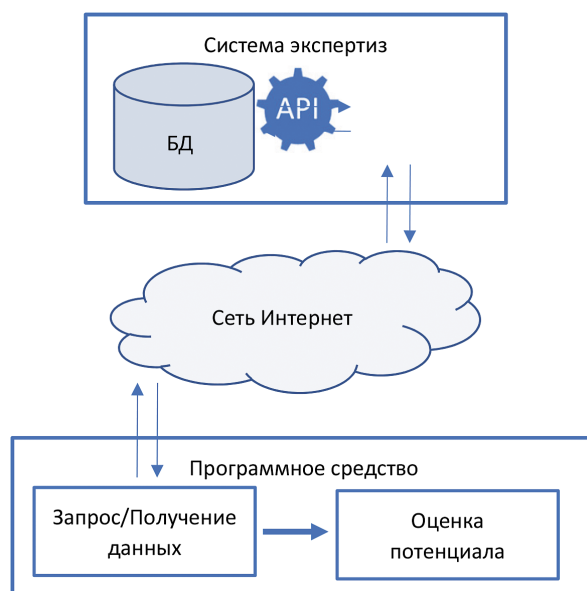 Система экспертиз
API
БД
Сеть Интернет
Программное средство
Запрос/Получение
данных
Оценка
потенциала